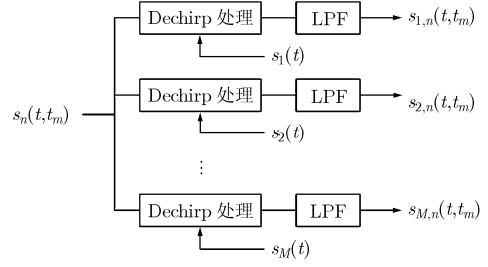 Dechirp 处理 LPF s_{1,n}(t,t_m)
s_1(t)
Dechirp 处理 LPF s_{2,n}(t,t_m)
s_n(t,t_m)
s_2(t)
⋮
Dechirp 处理 LPF s_{M,n}(t,t_m)
s_M(t)